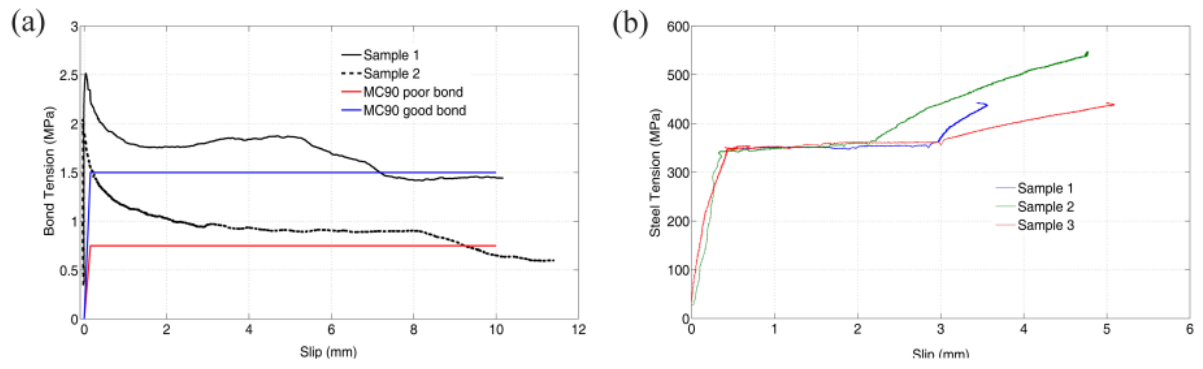 (a)
3
2.5
2
1.5
1
0.5
0
Bond Tension (MPa)
Sample 1
Sample 2
MC90 poor bond
MC90 good bond
0 2 4 6 8 10 12
Slip (mm)
(b)
600
500
400
300
200
100
0
Steel Tension (MPa)
Sample 1
Sample 2
Sample 3
0 1 2 3 4 5 6
Slip (mm)